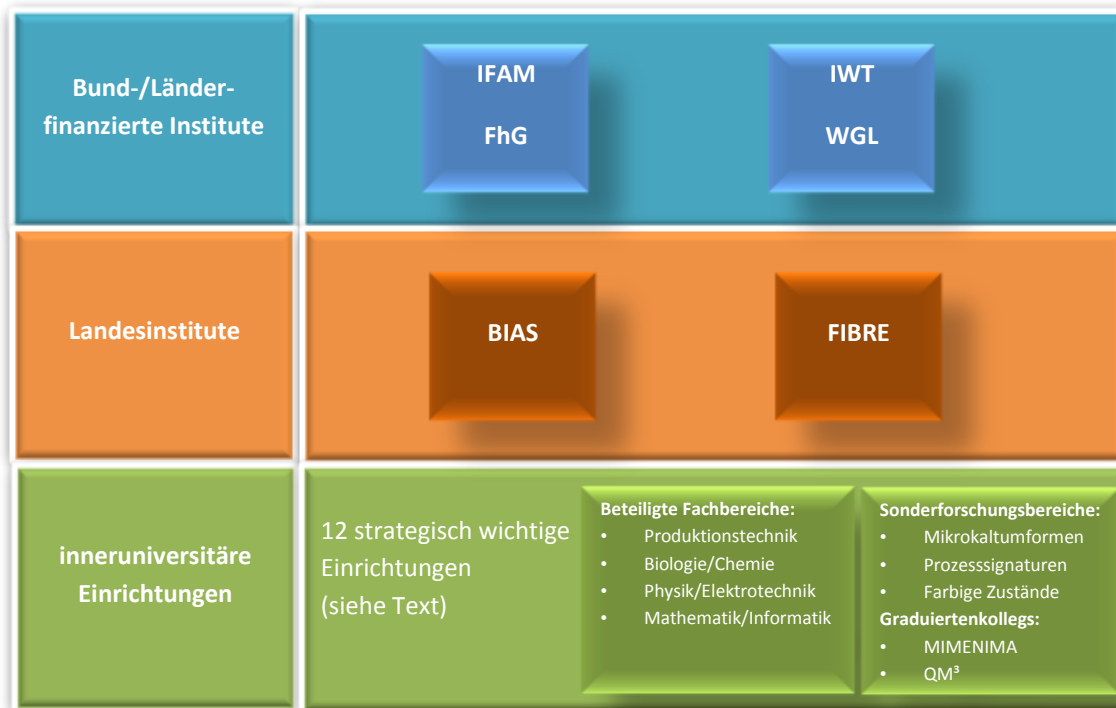 Bund-/Länder-
finanzierte Institute
IFAM
FhG
IWT
WGL
Landesinstitute
BIAS
FIBRE
inneruniversitäre
Einrichtungen
12 strategisch wichtige
Einrichtungen
(siehe Text)
Beteiligte Fachbereiche:
• Produktionstechnik
• Biologie/Chemie
• Physik/Elektrotechnik
• Mathematik/Informatik
Sonderforschungsbereiche:
• Mikrokaltumformen
• Prozesssignaturen
• Farbige Zustände
Graduiertenkollegs:
• MIMENIMA
• QM³